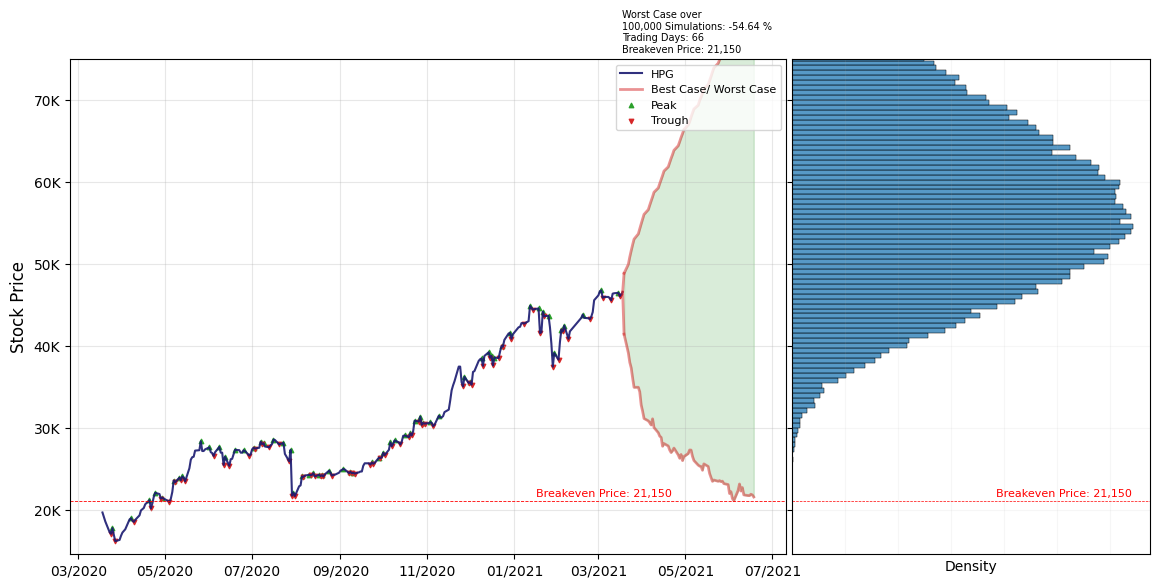 Worst Case over
100,000 Simulations: -54.64 %
Trading Days: 66
Breakeven Price: 21,150
HPG
Best Case/ Worst Case
Peak
Trough
Stock Price
70K
60K
50K
40K
30K
20K
Breakeven Price: 21,150
Breakeven Price: 21,150
03/2020
05/2020
07/2020
09/2020
11/2020
01/2021
03/2021
05/2021
07/2021
Density